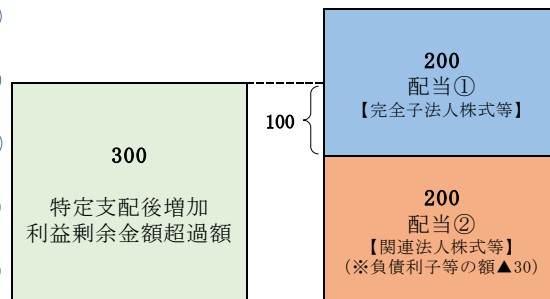 300
特定支配後増加
利益剰余金額超過額
100
200
配当①
【完全子法人株式等】
200
配当②
【関連法人株式等】
(※負債利子等の額▲30)